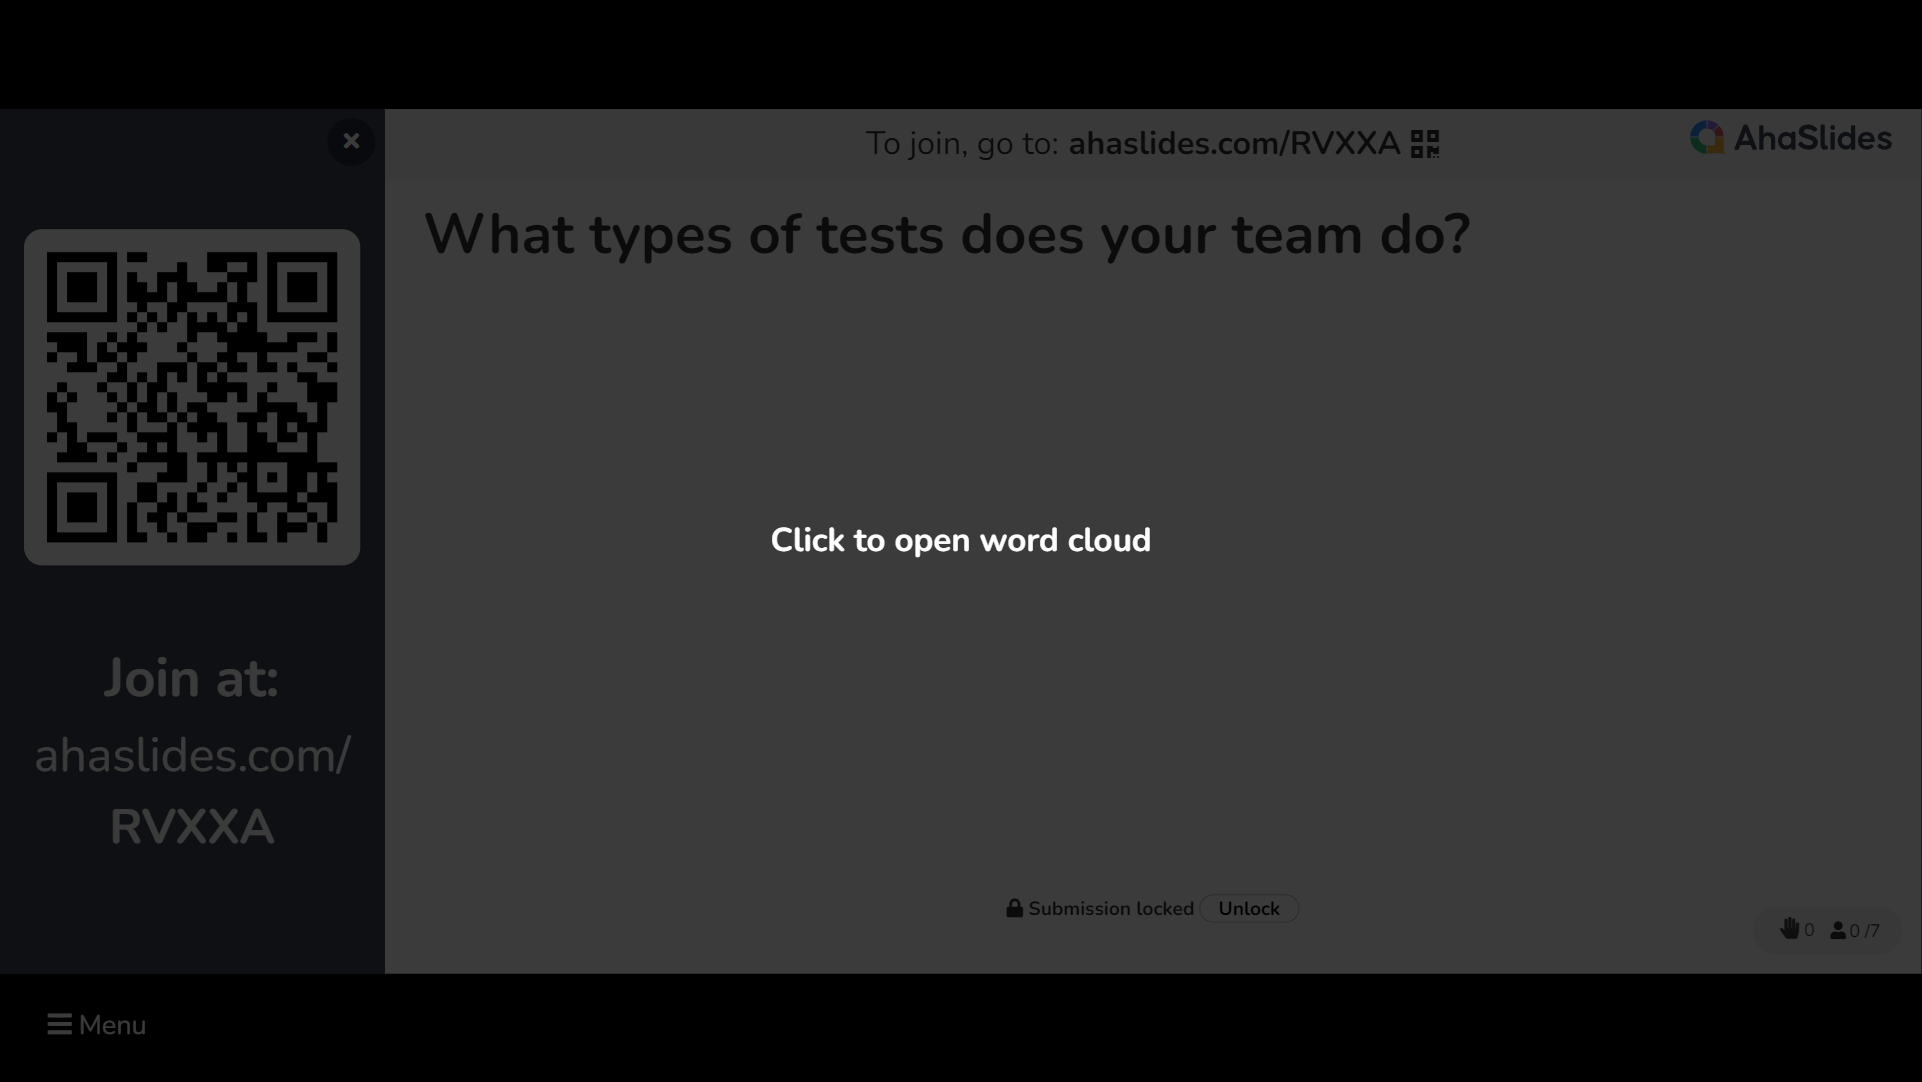 To join, go to: ahaslides.com/RVXXA
AhaSlides
What types of tests does your team do?
Click to open word cloud
Join at:
ahaslides.com/
RVXXA
Submission locked Unlock
0 0 /7
Menu